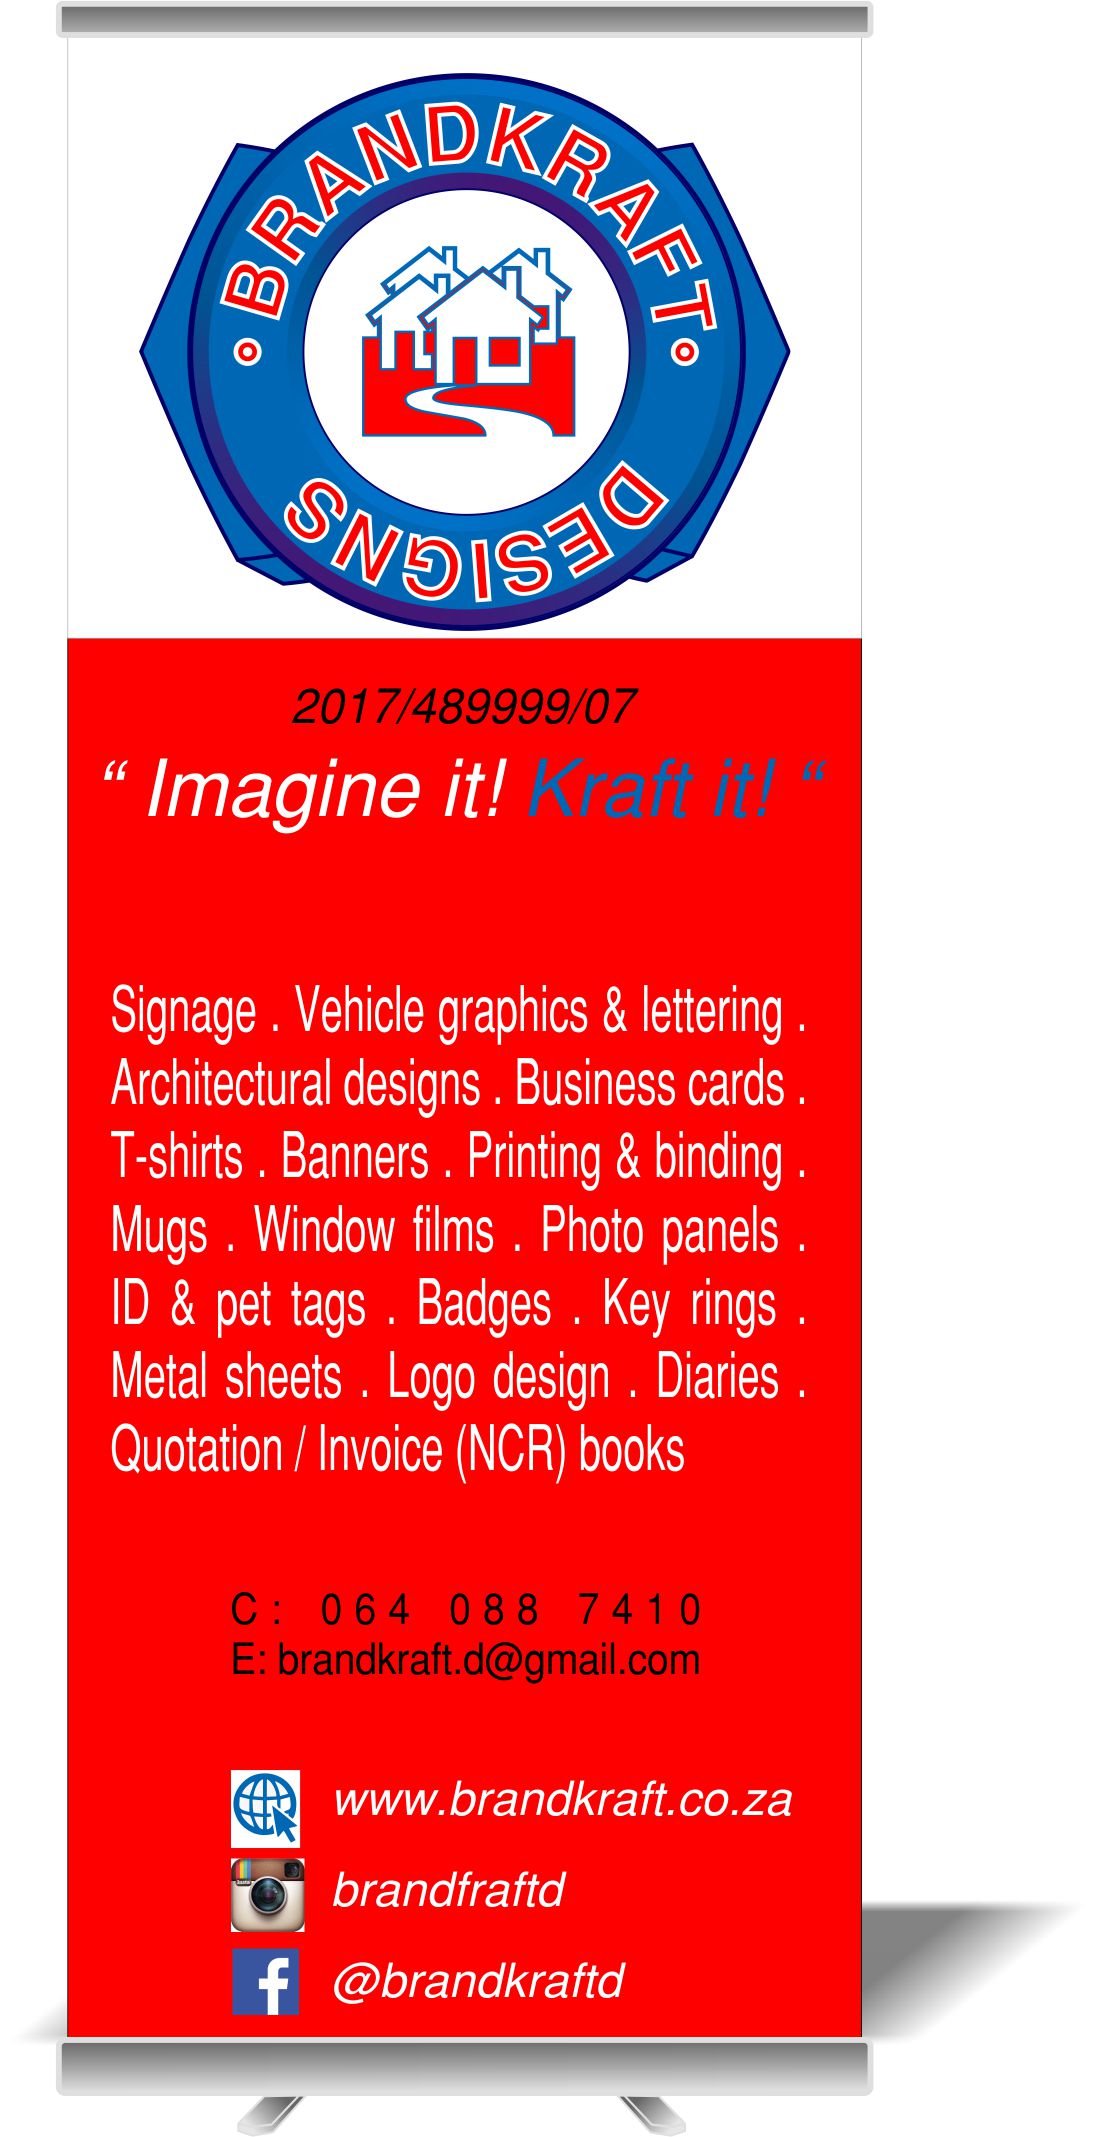 BRANDKRAFT
DESIGNS
2017/489999/07
“ Imagine it! Kraft it! “
Signage . Vehicle graphics & lettering .
Architectural designs . Business cards .
T-shirts . Banners . Printing & binding .
Mugs . Window films . Photo panels .
ID & pet tags . Badges . Key rings .
Metal sheets . Logo design . Diaries .
Quotation / Invoice (NCR) books
C: 064 088 7410
E: brandkraft.d@gmail.com
www.brandkraft.co.za
brandfraftd
@brandkraftd